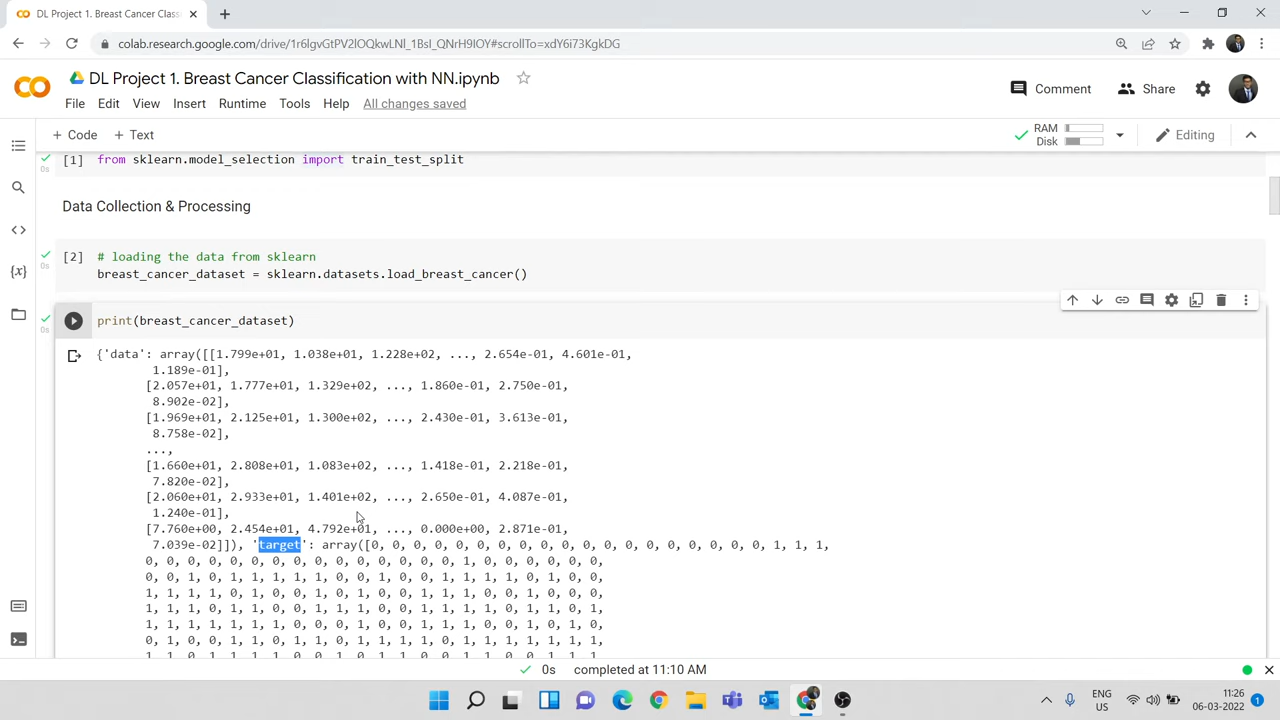 DL Project 1. Breast Cancer Class
colab.research.google.com/drive/1r6lgvGtPV2lOQkwLNl_1BsI_QNrH9IOY#scrollTo=xdY6i73KgkDG
DL Project 1. Breast Cancer Classification with NN.ipynb
Comment
Share
File Edit View Insert Runtime Tools Help All changes saved
+ Code + Text
RAM
Disk
Editing
[1] from sklearn.model_selection import train_test_split
0s
Data Collection & Processing
[2] # loading the data from sklearn
0s
breast_cancer_dataset = sklearn.datasets.load_breast_cancer()
print(breast_cancer_dataset)
0s
{'data': array([[1.799e+01, 1.038e+01, 1.228e+02, ..., 2.654e-01, 4.601e-01,
1.189e-01],
[2.057e+01, 1.777e+01, 1.329e+02, ..., 1.860e-01, 2.750e-01,
8.902e-02],
[1.969e+01, 2.125e+01, 1.300e+02, ..., 2.430e-01, 3.613e-01,
8.758e-02],
...,
[1.660e+01, 2.808e+01, 1.083e+02, ..., 1.418e-01, 2.218e-01,
7.820e-02],
[2.060e+01, 2.933e+01, 1.401e+02, ..., 2.650e-01, 4.087e-01,
1.240e-01],
[7.760e+00, 2.454e+01, 4.792e+01, ..., 0.000e+00, 2.871e-01,
7.039e-02]]), 'target': array([0, 0, 0, 0, 0, 0, 0, 0, 0, 0, 0, 0, 0, 0, 0, 0, 0, 0, 0, 1, 1, 1,
0, 0, 0, 0, 0, 0, 0, 0, 0, 0, 0, 0, 0, 0, 0, 1, 0, 0, 0, 0, 0, 0,
0, 0, 1, 0, 1, 1, 1, 1, 1, 0, 0, 1, 0, 0, 1, 1, 1, 1, 0, 1, 0, 0,
1, 1, 1, 1, 0, 1, 0, 0, 1, 0, 1, 0, 0, 1, 1, 1, 0, 0, 1, 0, 0, 0,
1, 1, 1, 0, 1, 1, 0, 0, 1, 1, 1, 0, 0, 1, 1, 1, 1, 0, 1, 1, 0, 1,
1, 1, 1, 1, 1, 1, 1, 0, 0, 0, 1, 0, 0, 1, 1, 1, 0, 0, 1, 0, 1, 0,
0, 1, 0, 0, 1, 1, 0, 1, 1, 0, 1, 1, 1, 1, 0, 1, 1, 1, 1, 1, 1, 1,
0s completed at 11:10 AM
ENG
US
11:26
06-03-2022
1